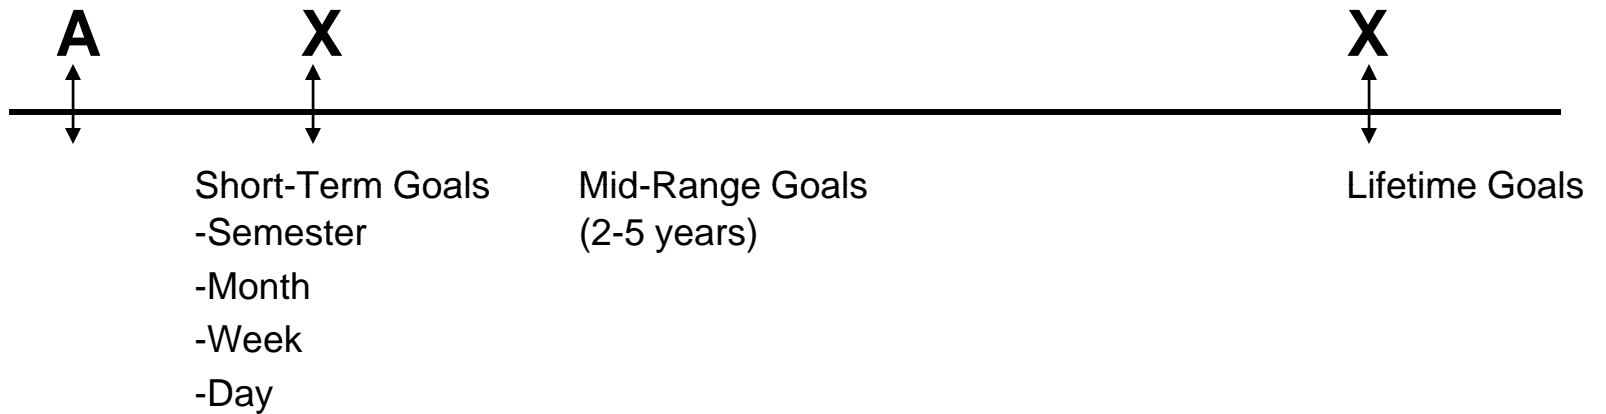 A X X
Short-Term Goals Mid-Range Goals Lifetime Goals
-Semester (2-5 years)
-Month
-Week
-Day